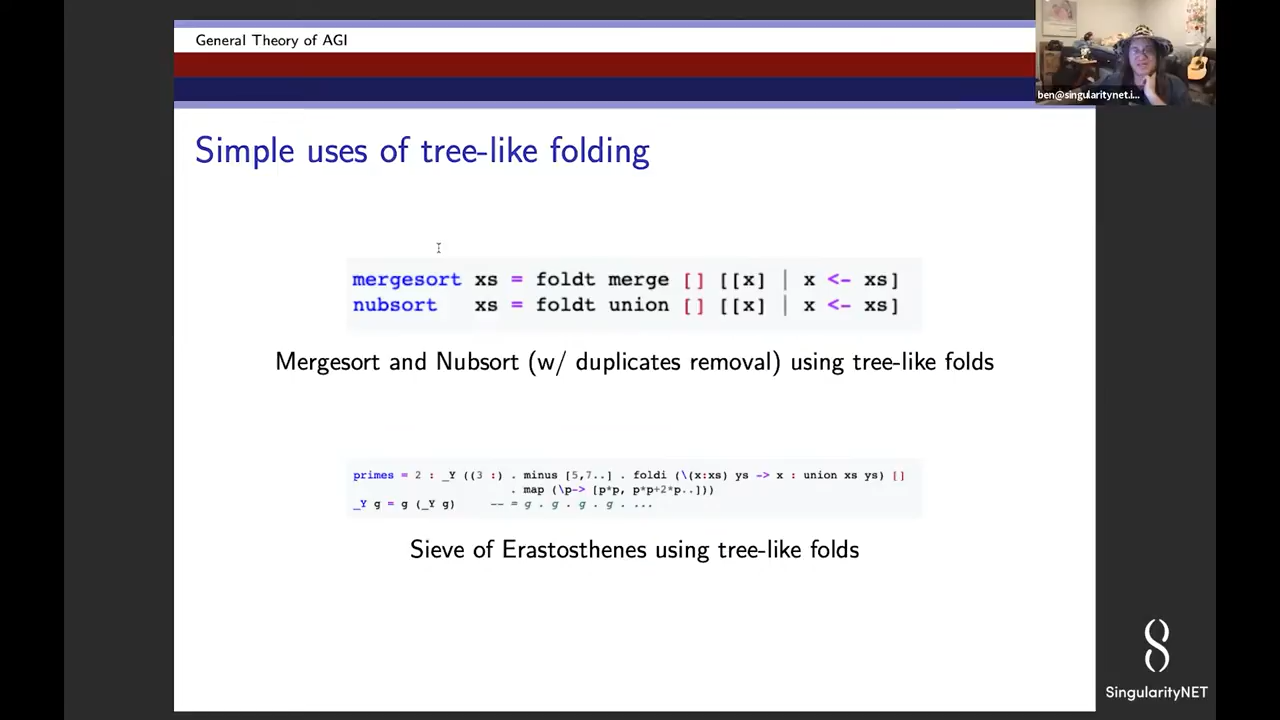 General Theory of AGI
ben@singularitynet.i...
Simple uses of tree-like folding
mergesort xs = foldt merge [] [[x] | x <- xs]
nubsort xs = foldt union [] [[x] | x <- xs]
Mergesort and Nubsort (w/ duplicates removal) using tree-like folds
primes = 2 : _Y ((3 :) . minus [5,7..] . foldi (\(x:xs) ys -> x : union xs ys) []
. map (\p-> [p*p, p*p+2*p..]))
_Y g = g (_Y g) -- = g . g . g . g . ...
Sieve of Erastosthenes using tree-like folds
SingularityNET